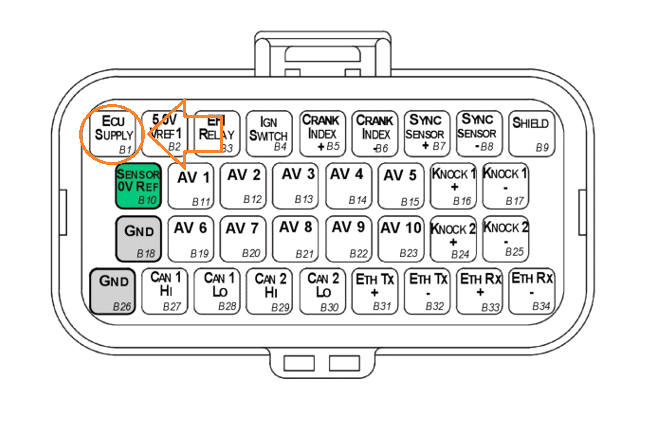 ECU SUPPLY B1
5.0V VREF1 B2
EFI RELAY B3
IGN SWITCH B4
CRANK INDEX + B5
CRANK INDEX - B6
SYNC SENSOR + B7
SYNC SENSOR - B8
SHIELD B9
SENSOR 0V REF B10
AV 1 B11
AV 2 B12
AV 3 B13
AV 4 B14
AV 5 B15
KNOCK 1 + B16
KNOCK 1 - B17
GND B18
AV 6 B19
AV 7 B20
AV 8 B21
AV 9 B22
AV 10 B23
KNOCK 2 + B24
KNOCK 2 - B25
GND B26
CAN 1 HI B27
CAN 1 LO B28
CAN 2 HI B29
CAN 2 LO B30
ETH TX + B31
ETH TX - B32
ETH RX + B33
ETH RX - B34